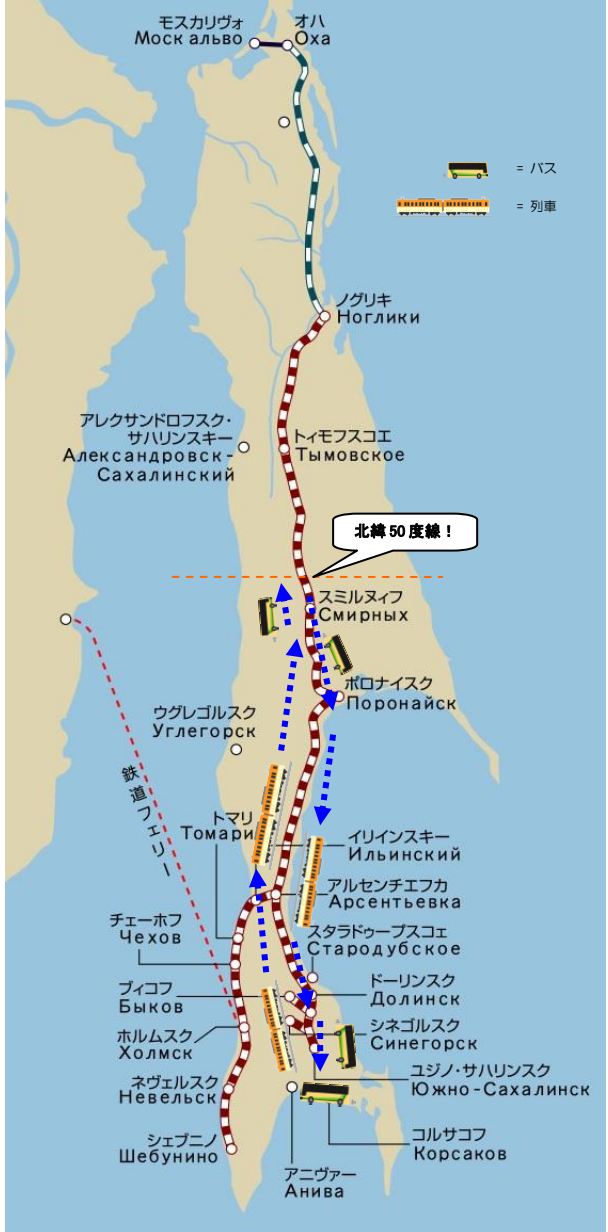 モスカリヴォ
Москальво
オハ
Оха
= バス
= 列車
ノグリキ
Ноглики
アレクサンドロフスク・
サハリンスキー
Александровск-
Сахалинский
トィモフスコエ
Тымовское
北緯50度線！
スミルヌィフ
Смирных
ポロナイスク
Поронайск
ウグレゴルスク
Углегорск
鉄道フェリー
トマリ
Томари
イリインスキー
Ильинский
アルセンチエフカ
Арсентьевка
チェーホフ
Чехов
スタラドゥーブスコェ
Стародубское
ブィコフ
Быков
ドーリンスク
Долинск
ホルムスク
Холмск
シネゴルスク
Синегорск
ネヴェルスク
Невельск
ユジノ・サハリンスク
Южно-Сахалинск
シェブニノ
Шебунино
コルサコフ
Корсаков
アニヴァー
Анива